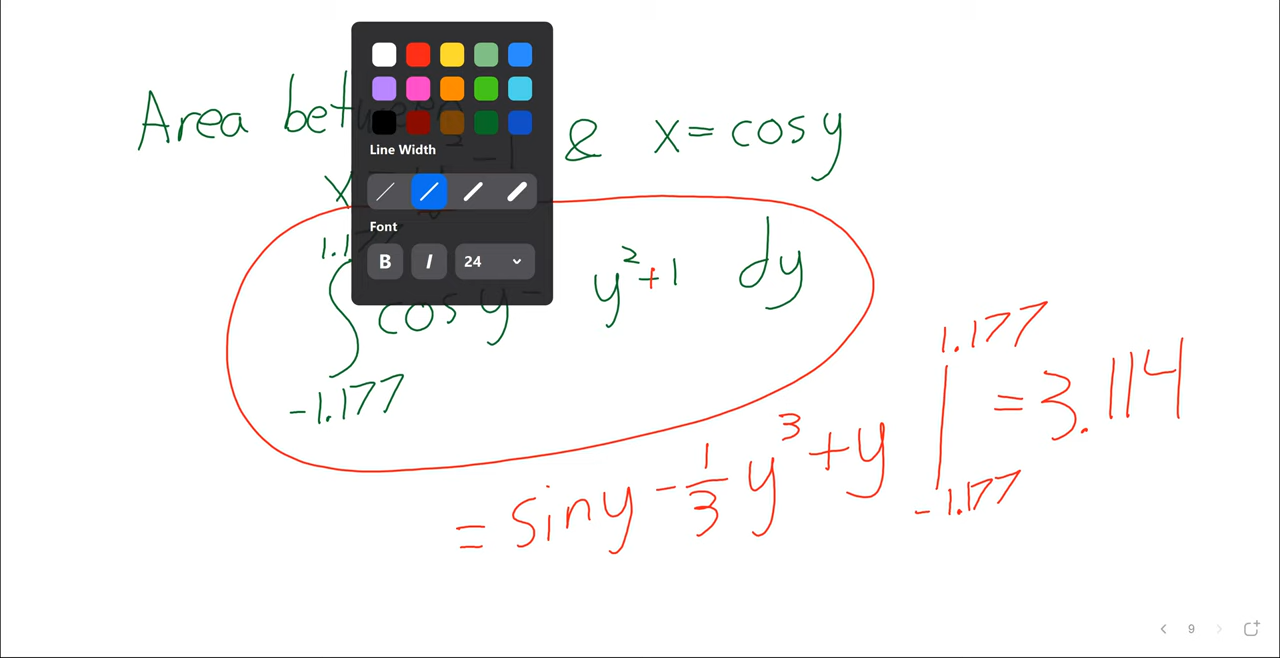 Area bet & x = cos y
x
Line Width
Font
B I 24
1.1
∫ cos y - y² + 1 dy
-1.177
= sin y - 1/3 y³ + y | 1.177 -1.177 = 3.114
9